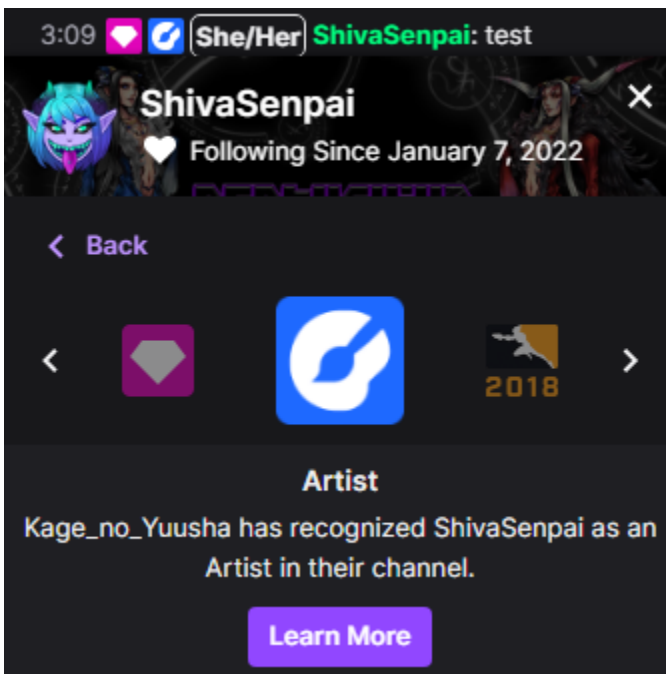 3:09 She/Her ShivaSenpai: test
ShivaSenpai
Following Since January 7, 2022
Back
2018
Artist
Kage_no_Yuusha has recognized ShivaSenpai as an
Artist in their channel.
Learn More